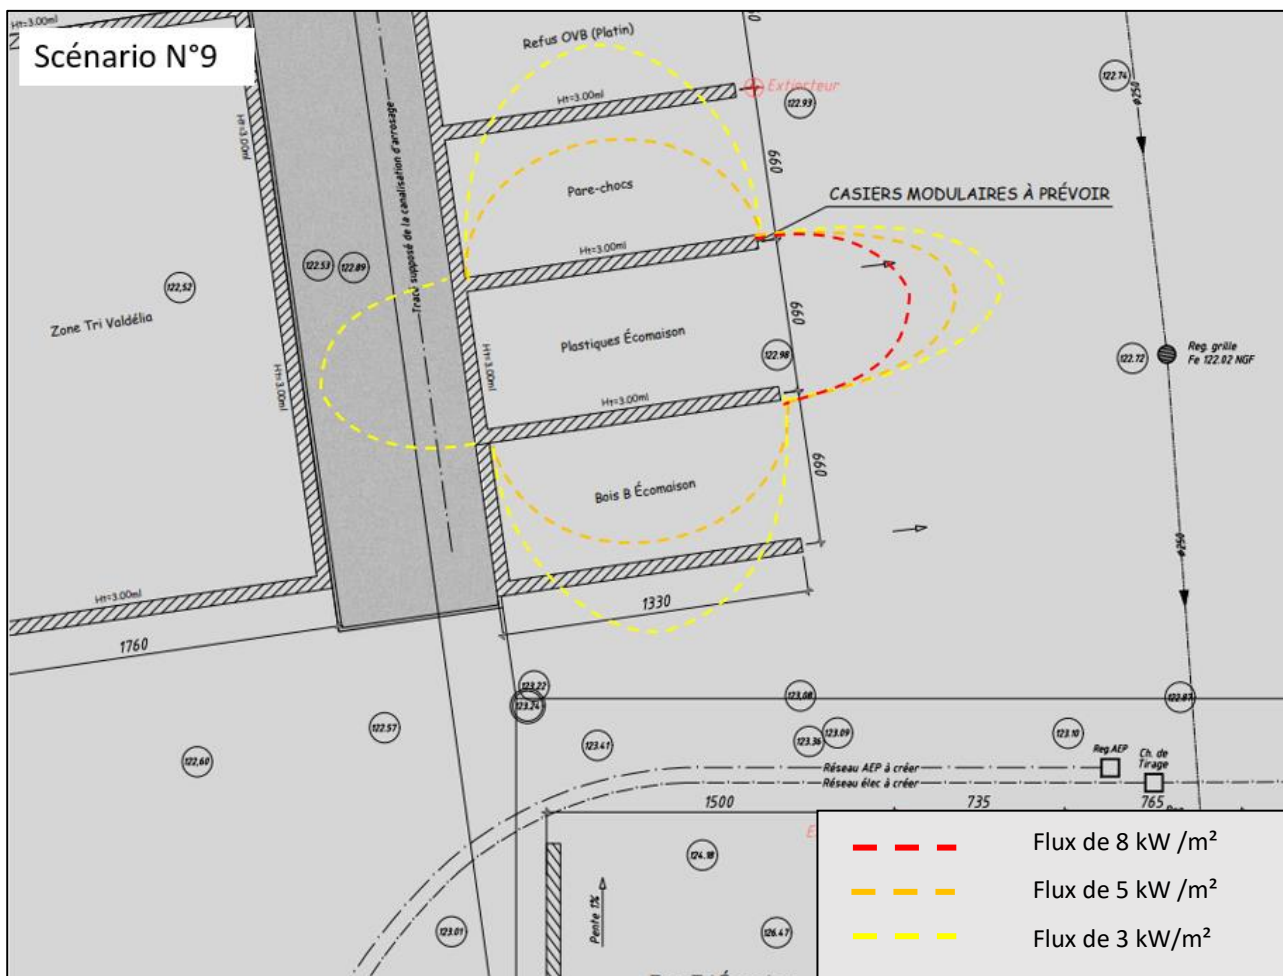 Ht=3.00ml
Scénario N°9
Refus OVB (Platin)
Extincteur
122.93
122.74
ø250
Ht=3.00ml
Tracé supposé de la canalisation d'arrosage
660
Pare-chocs
CASIERS MODULAIRES À PRÉVOIR
Ht=3.00ml
122.53
122.89
122,52
Zone Tri Valdélia
660
Plastiques Écomaison
122.98
122.72
Reg. grille
Fe 122.02 NGF
Ht=3.00ml
Ht=3.00ml
Ht=3.00ml
660
Bois B Écomaison
ø250
Ht=3.00ml
1330
1760
123.22
123.24
123,08
122.87
122.57
123.41
123.36
123.09
123.10
122,60
Reg.AEP
Ch. de
Tirage
Réseau AEP à créer
Réseau élec à créer
1500
735
765
124.18
Pente 1%
123.01
126.47
Flux de 8 kW /m²
Flux de 5 kW /m²
Flux de 3 kW/m²